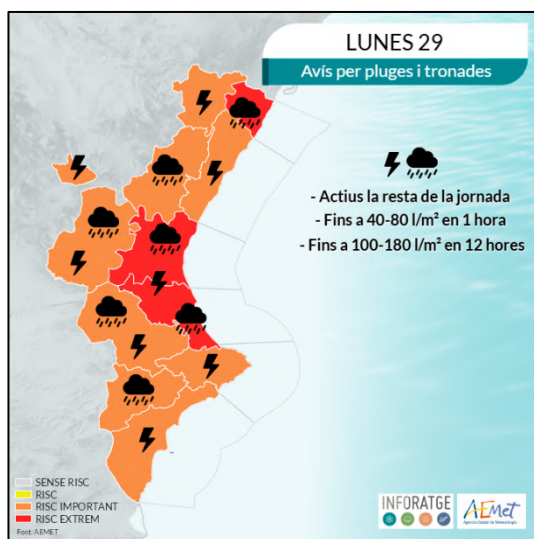 LUNES 29
Avís per pluges i tronades
- Actius la resta de la jornada
- Fins a 40-80 l/m² en 1 hora
- Fins a 100-180 l/m² en 12 hores
SENSE RISC
RISC
RISC IMPORTANT
RISC EXTREM
Font: AEMET
INFORATGE
AEmet
Agencia Estatal de Meteorología